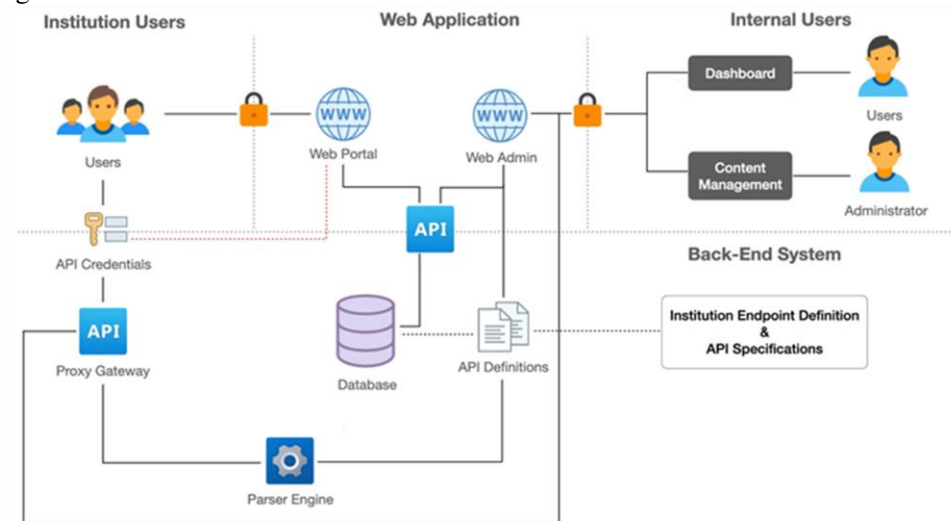 Institution Users
Web Application
Internal Users
Dashboard
WWW
WWW
Users
Users
Web Portal
Web Admin
Content
Management
Administrator
API
Back-End System
API Credentials
Institution Endpoint Definition
&
API Specifications
API
Proxy Gateway
Database
API Definitions
Parser Engine